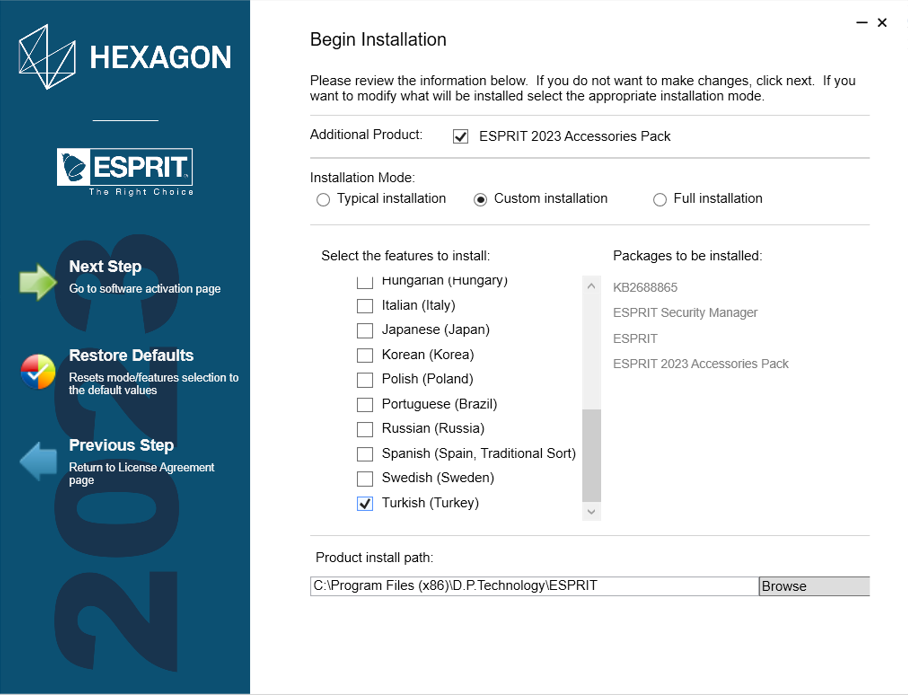 HEXAGON
ESPRIT
The Right Choice
2023
Next Step
Go to software activation page
Restore Defaults
Resets mode/features selection to
the default values
Previous Step
Return to License Agreement
page
Begin Installation
Please review the information below. If you do not want to make changes, click next. If you
want to modify what will be installed select the appropriate installation mode.
Additional Product: ESPRIT 2023 Accessories Pack
Installation Mode:
Typical installation Custom installation Full installation
Select the features to install:
Hungarian (Hungary)
Italian (Italy)
Japanese (Japan)
Korean (Korea)
Polish (Poland)
Portuguese (Brazil)
Russian (Russia)
Spanish (Spain, Traditional Sort)
Swedish (Sweden)
Turkish (Turkey)
Packages to be installed:
KB2688865
ESPRIT Security Manager
ESPRIT
ESPRIT 2023 Accessories Pack
Product install path:
C:\Program Files (x86)\D.P.Technology\ESPRIT Browse